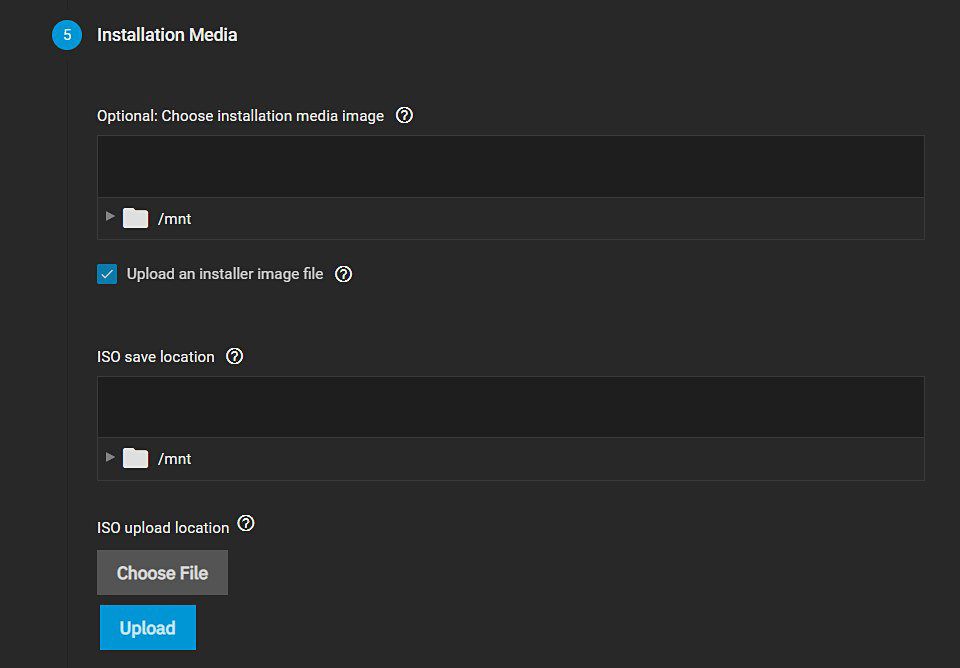 5 Installation Media
Optional: Choose installation media image
/mnt
Upload an installer image file
ISO save location
/mnt
ISO upload location
Choose File
Upload